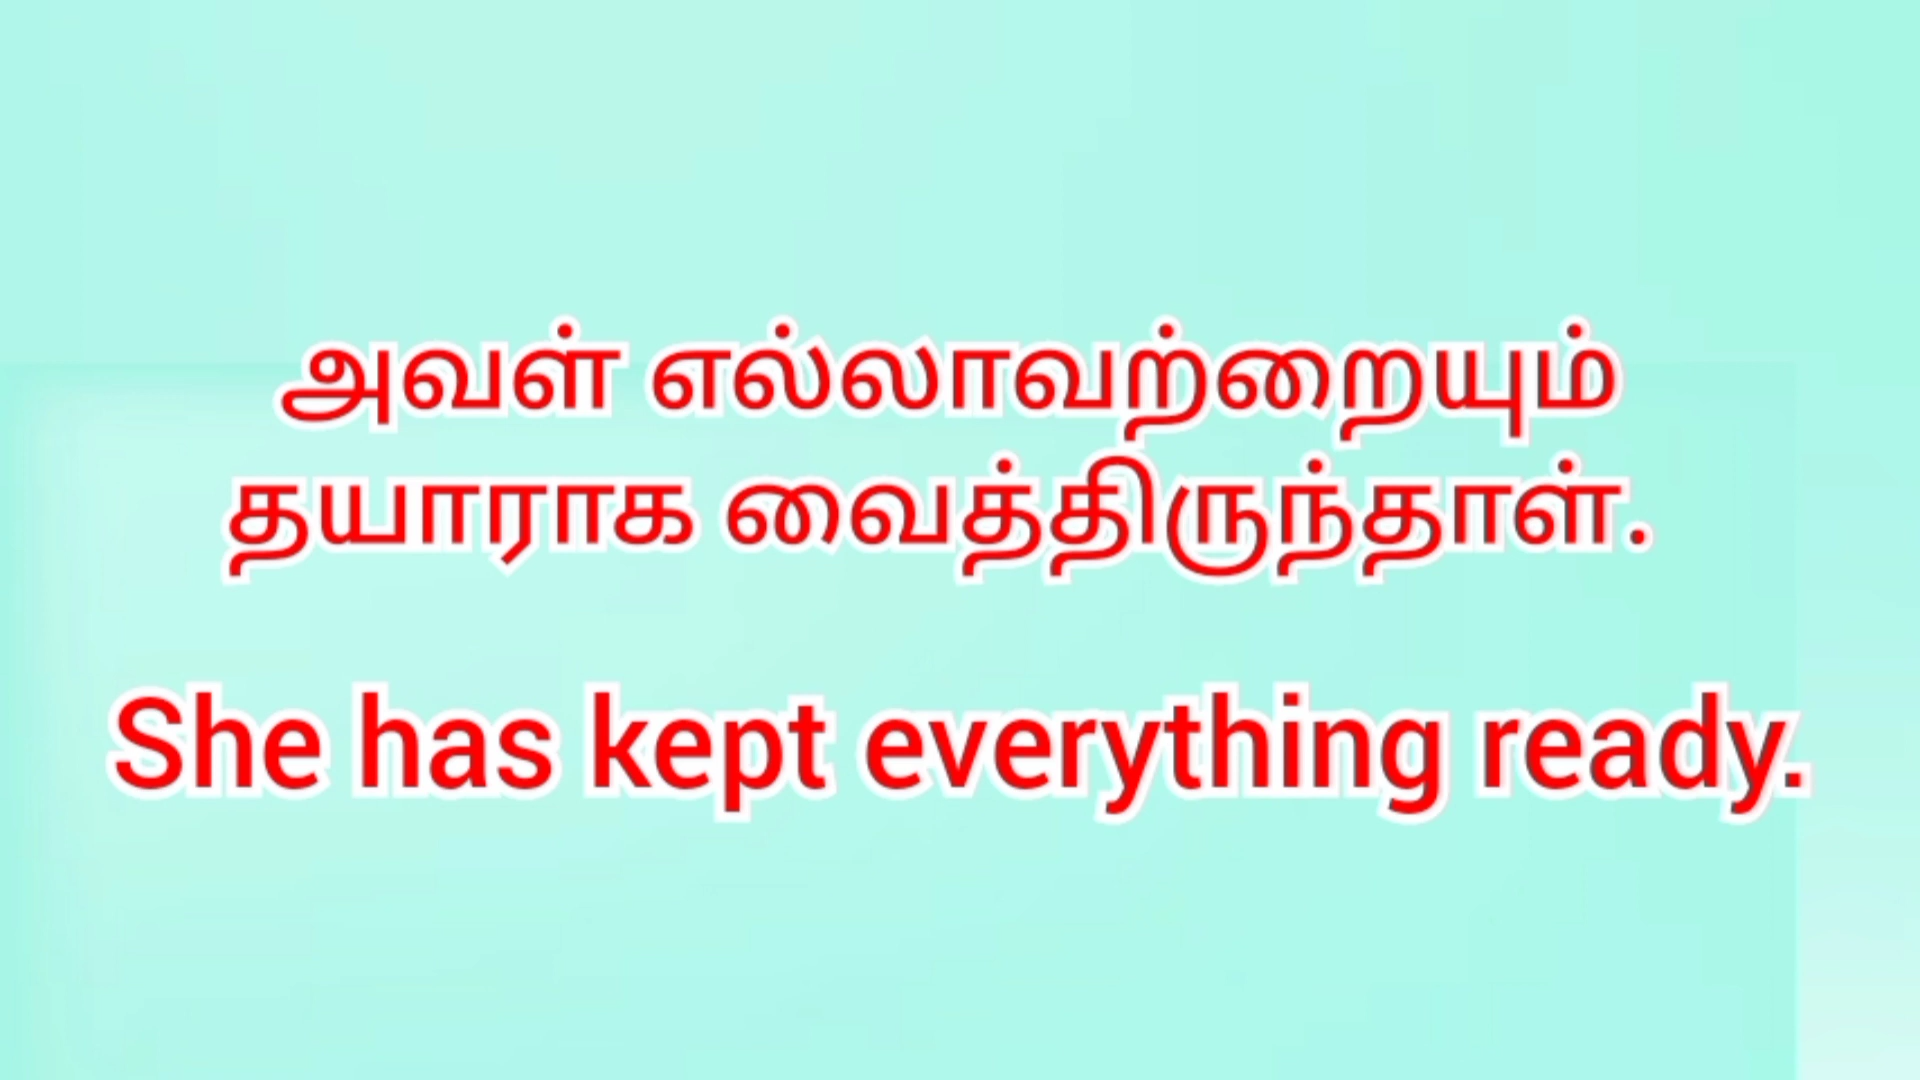 அவள் எல்லாவற்றையும்
தயாராக வைத்திருந்தாள்.
She has kept everything ready.